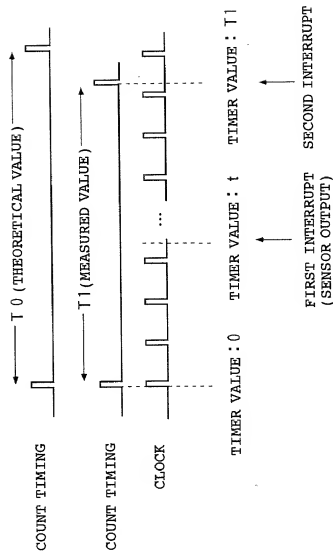 COUNT TIMING
T0 (THEORETICAL VALUE)
COUNT TIMING
T1 (MEASURED VALUE)
CLOCK
...
TIMER VALUE : 0
TIMER VALUE : t
TIMER VALUE : T1
FIRST INTERRUPT
(SENSOR OUTPUT)
SECOND INTERRUPT